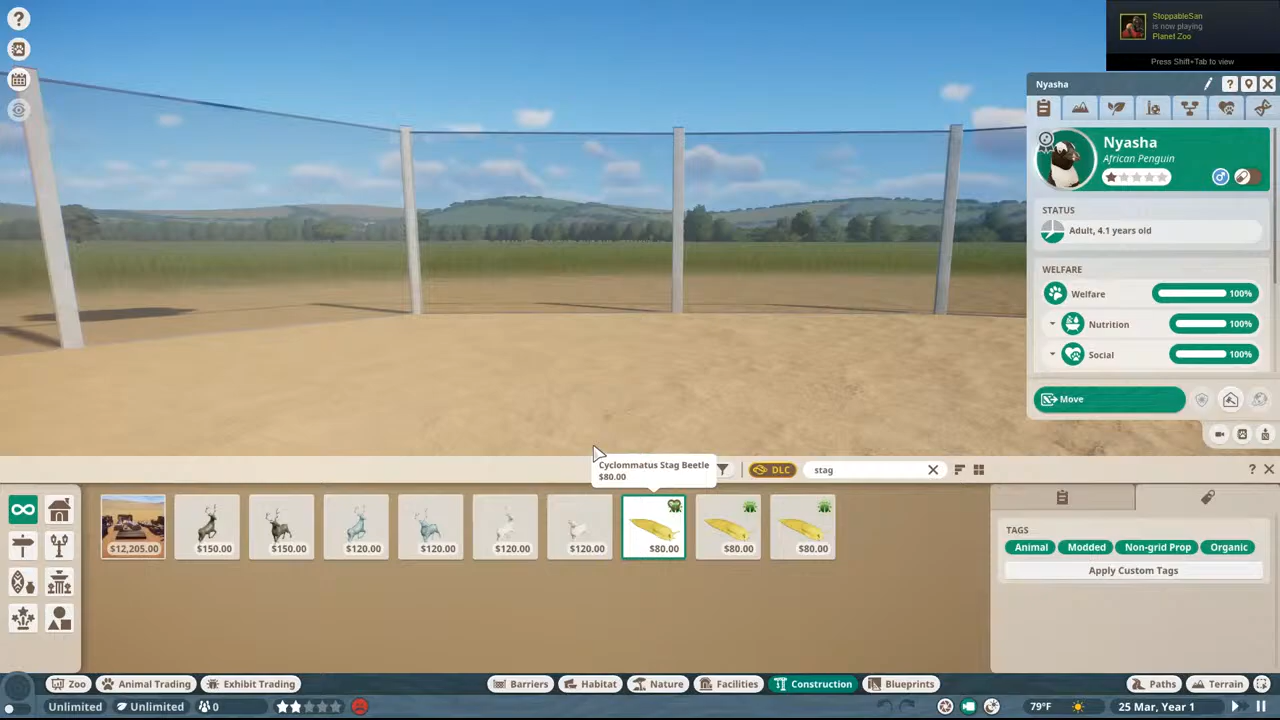 StoppableSan
is now playing
Planet Zoo
Press Shift+Tab to view
Nyasha
Nyasha
African Penguin
STATUS
Adult, 4.1 years old
WELFARE
Welfare 100%
Nutrition 100%
Social 100%
Move
Cyclommatus Stag Beetle
$80.00
DLC
stag
$12,205.00
$150.00
$150.00
$120.00
$120.00
$120.00
$120.00
$80.00
$80.00
$80.00
TAGS
Animal Modded Non-grid Prop Organic
Apply Custom Tags
Zoo Animal Trading Exhibit Trading Barriers Habitat Nature Facilities Construction Blueprints Paths Terrain
Unlimited Unlimited 0 79°F 25 Mar, Year 1